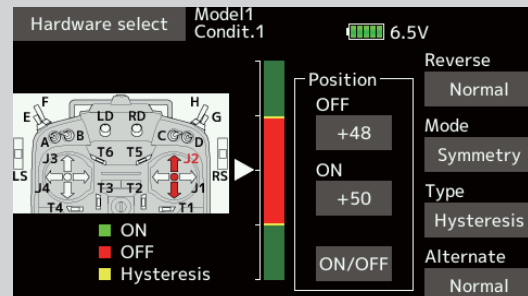 Hardware select
Model1
Condit.1
6.5V
F
H
E
G
LD
RD
A
B
C
D
J3
T6
T5
J2
LS
RS
J4
T3
T2
J1
T4
T1
ON
OFF
Hysteresis
Position
OFF
+48
ON
+50
ON/OFF
Reverse
Normal
Mode
Symmetry
Type
Hysteresis
Alternate
Normal